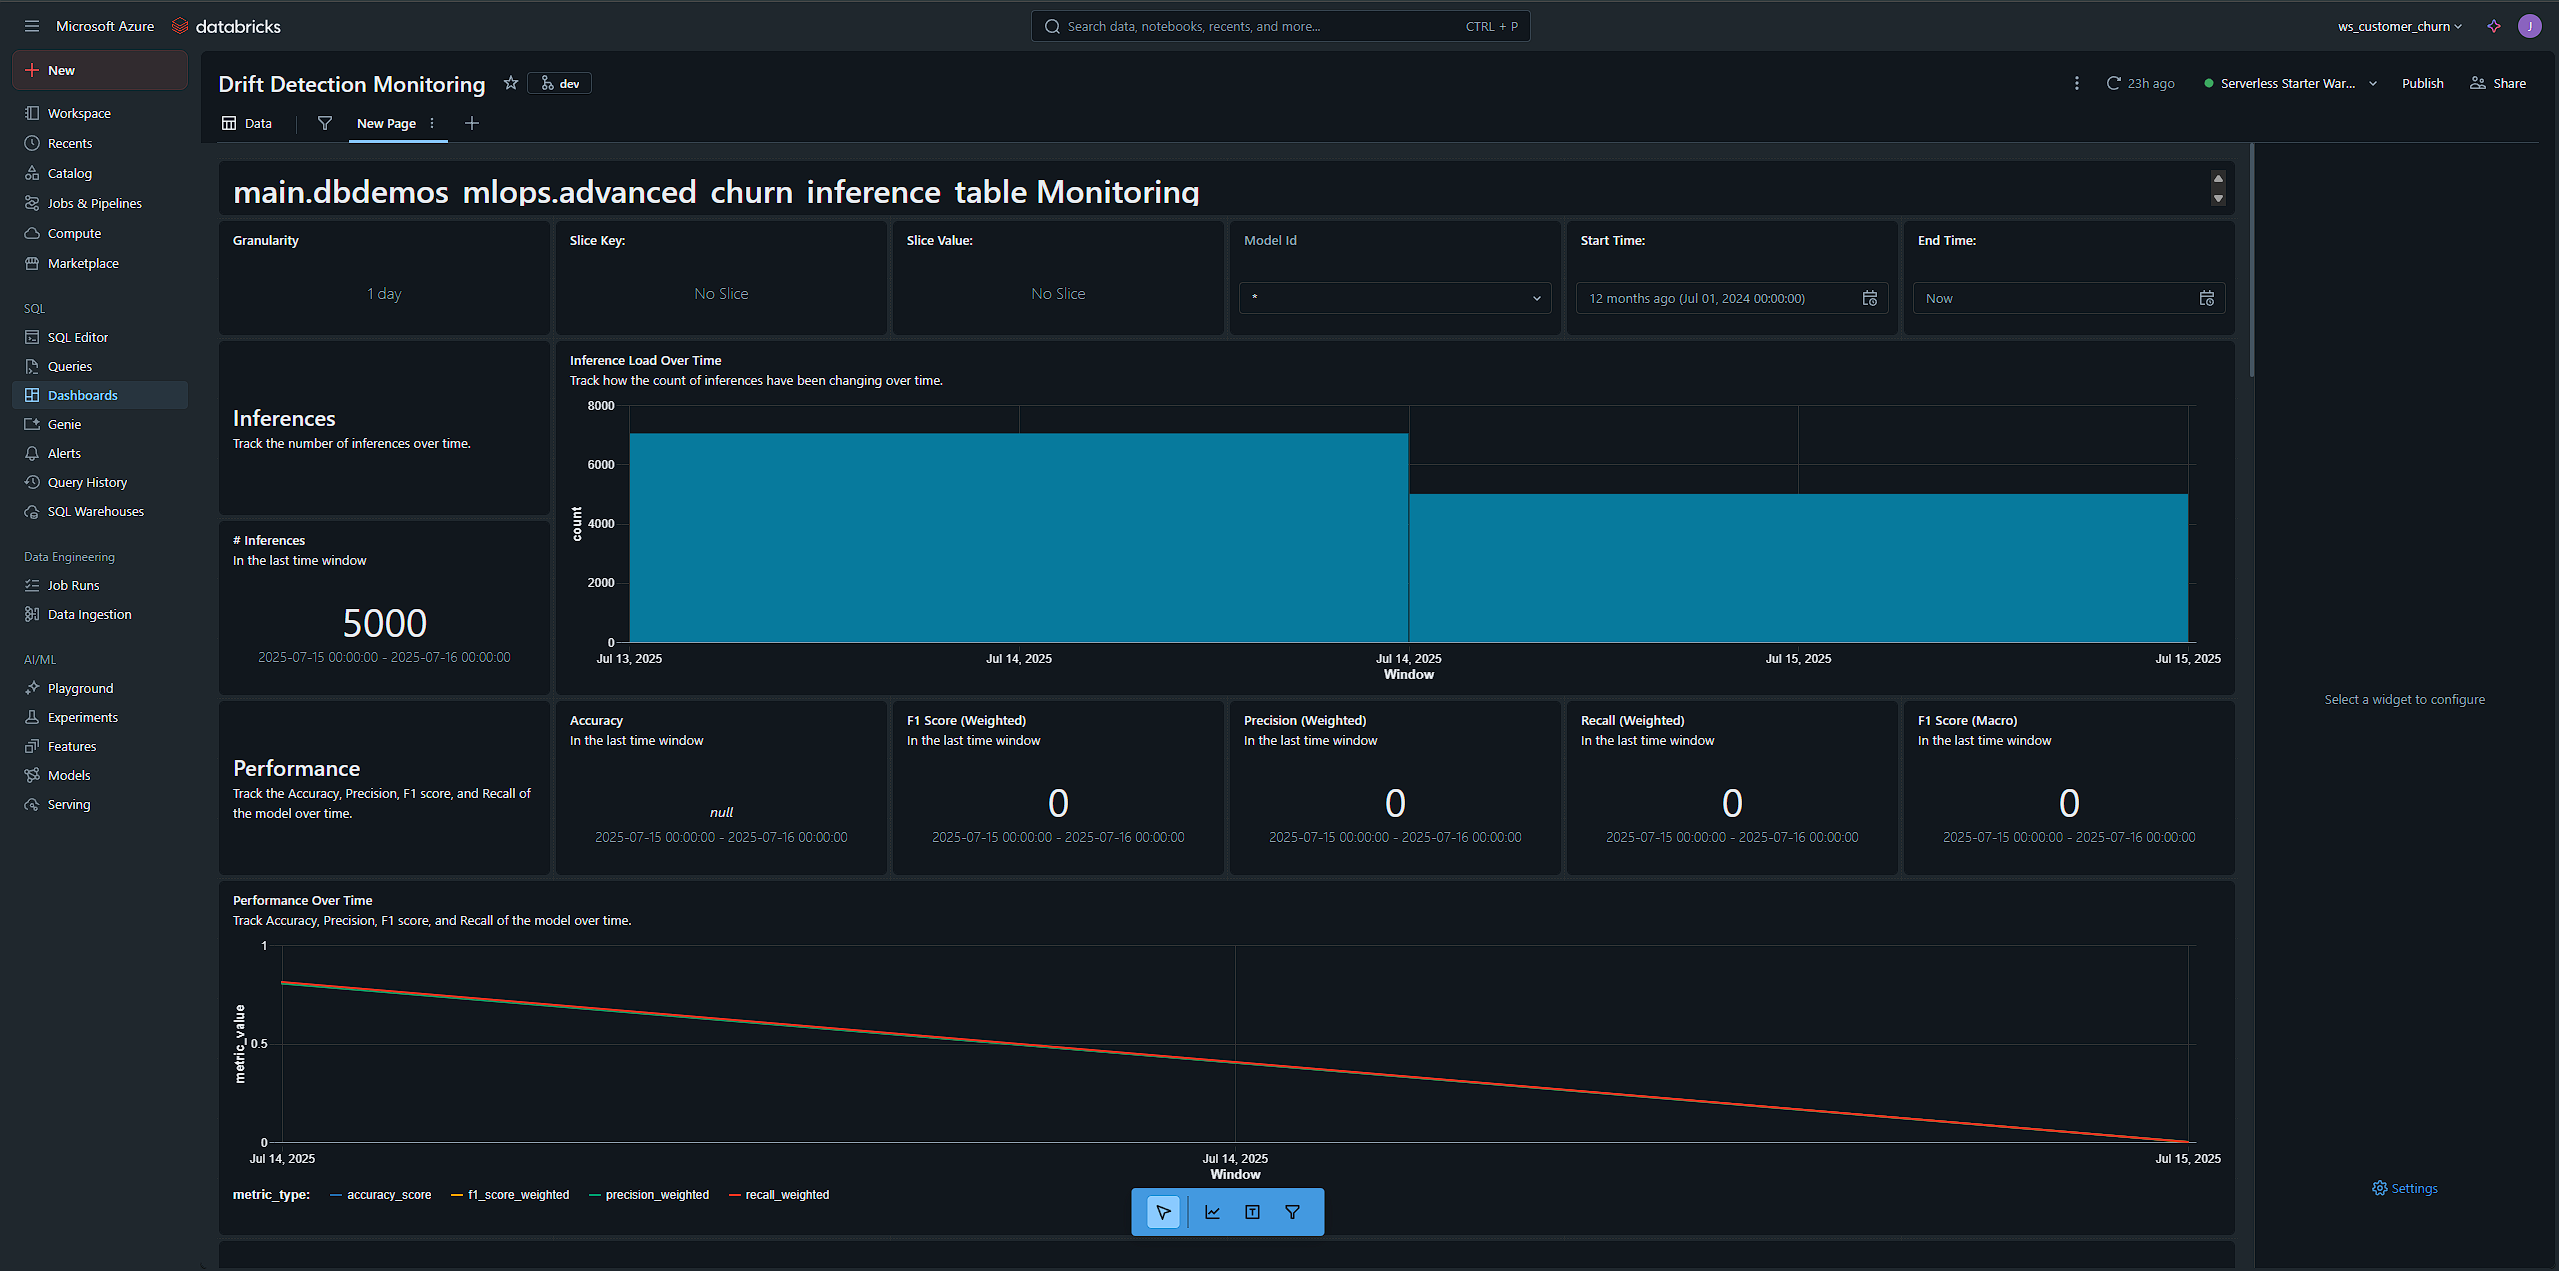 Microsoft Azure databricks
Search data, notebooks, recents, and more... CTRL + P
ws_customer_churn J
New
Workspace
Recents
Catalog
Jobs & Pipelines
Compute
Marketplace
SQL
SQL Editor
Queries
Dashboards
Genie
Alerts
Query History
SQL Warehouses
Data Engineering
Job Runs
Data Ingestion
AI/ML
Playground
Experiments
Features
Models
Serving
Drift Detection Monitoring dev
23h ago Serverless Starter War... Publish Share
Data New Page
main.dbdemos_mlops.advanced_churn_inference_table Monitoring
Granularity
1 day
Slice Key:
No Slice
Slice Value:
No Slice
Model Id
*
Start Time:
12 months ago (Jul 01, 2024 00:00:00)
End Time:
Now
Inferences
Track the number of inferences over time.
# Inferences
In the last time window
5000
2025-07-15 00:00:00 - 2025-07-16 00:00:00
Inference Load Over Time
Track how the count of inferences have been changing over time.
8000
6000
4000
2000
0
count
Jul 13, 2025 Jul 14, 2025 Jul 14, 2025 Jul 15, 2025 Jul 15, 2025
Window
Performance
Track the Accuracy, Precision, F1 score, and Recall of
the model over time.
Accuracy
In the last time window
null
2025-07-15 00:00:00 - 2025-07-16 00:00:00
F1 Score (Weighted)
In the last time window
0
2025-07-15 00:00:00 - 2025-07-16 00:00:00
Precision (Weighted)
In the last time window
0
2025-07-15 00:00:00 - 2025-07-16 00:00:00
Recall (Weighted)
In the last time window
0
2025-07-15 00:00:00 - 2025-07-16 00:00:00
F1 Score (Macro)
In the last time window
0
2025-07-15 00:00:00 - 2025-07-16 00:00:00
Performance Over Time
Track Accuracy, Precision, F1 score, and Recall of the model over time.
1
0.5
0
metric_value
Jul 14, 2025 Jul 14, 2025 Jul 15, 2025
Window
metric_type: accuracy_score f1_score_weighted precision_weighted recall_weighted
Select a widget to configure
Settings